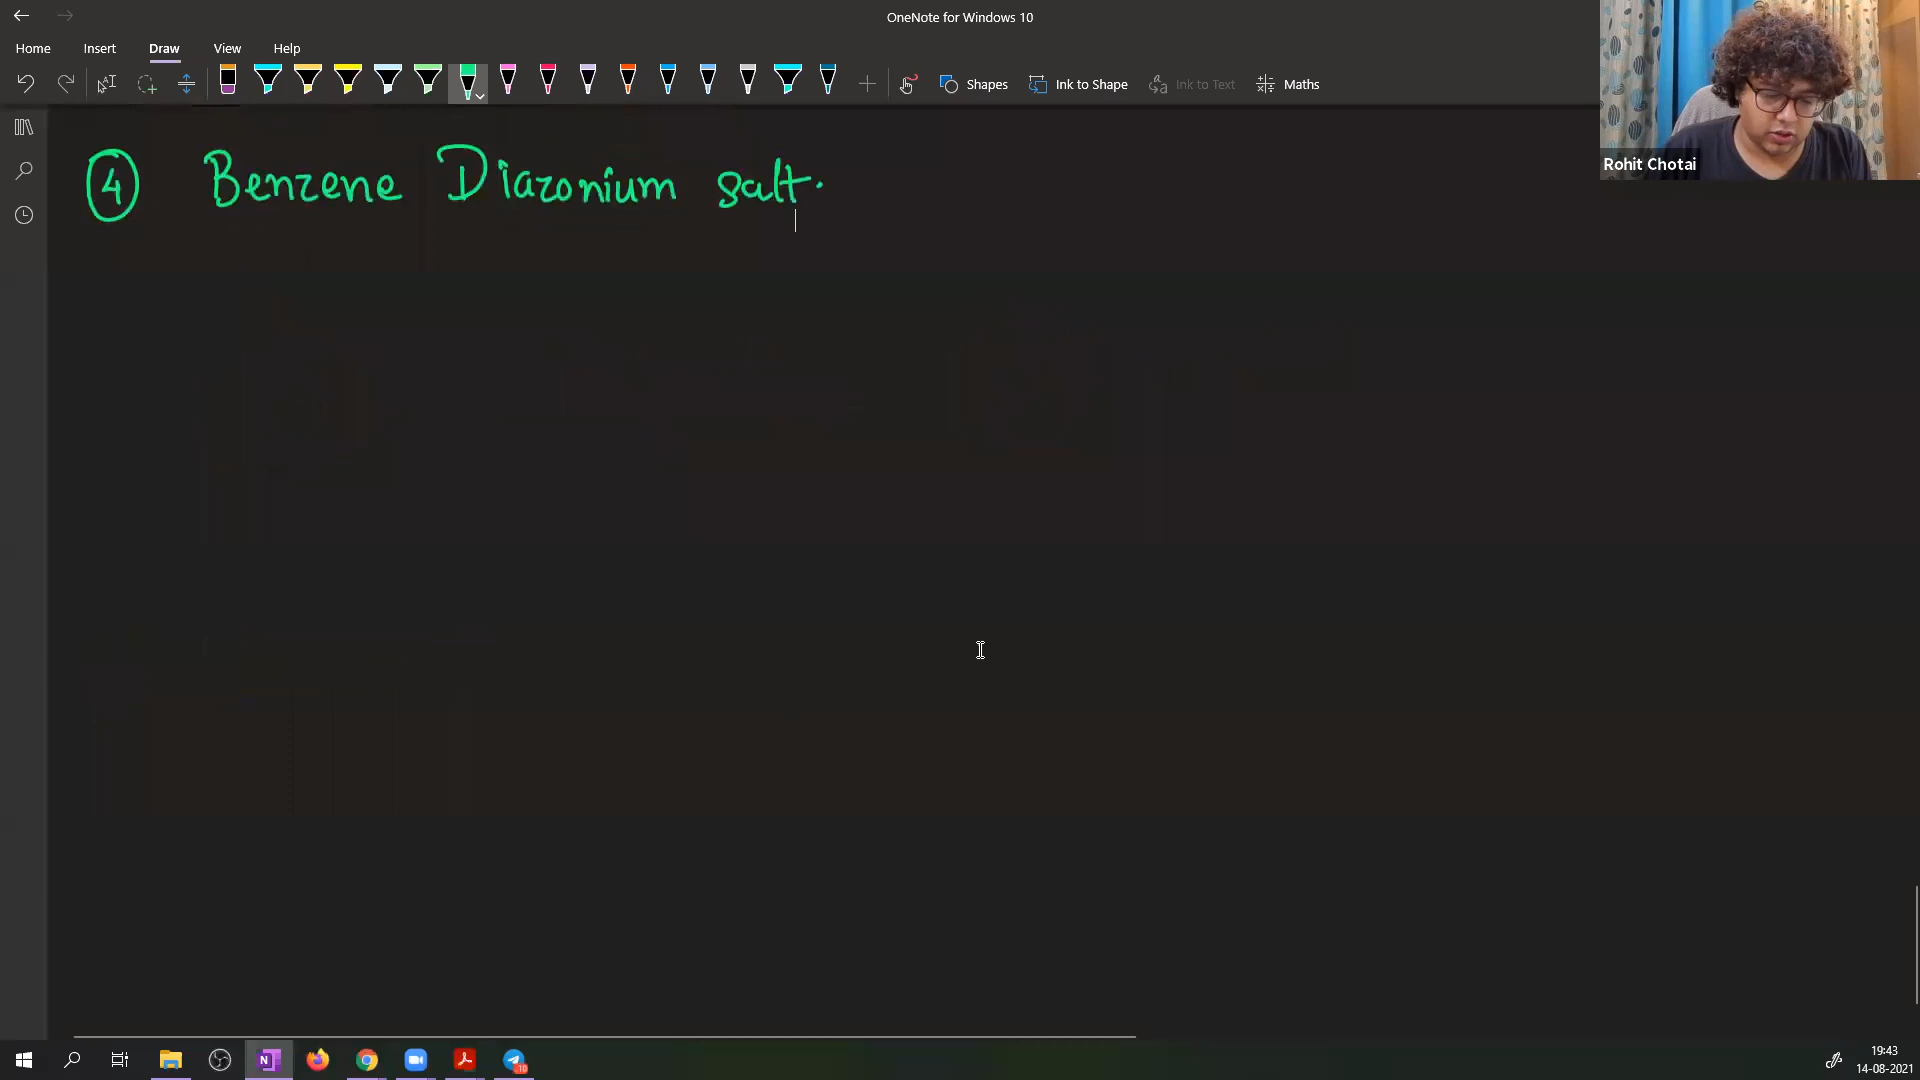 OneNote for Windows 10
Home Insert Draw View Help
Shapes Ink to Shape Ink to Text Maths
Rohit Chotai
4 Benzene Diazonium salt.
10
19:43
14-08-2021